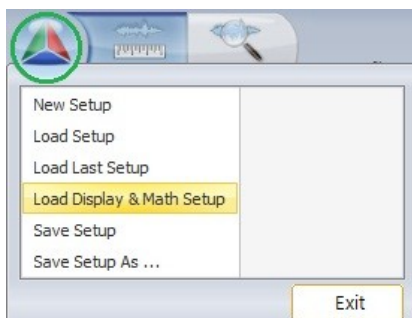 New Setup
Load Setup
Load Last Setup
Load Display & Math Setup
Save Setup
Save Setup As ...
Exit